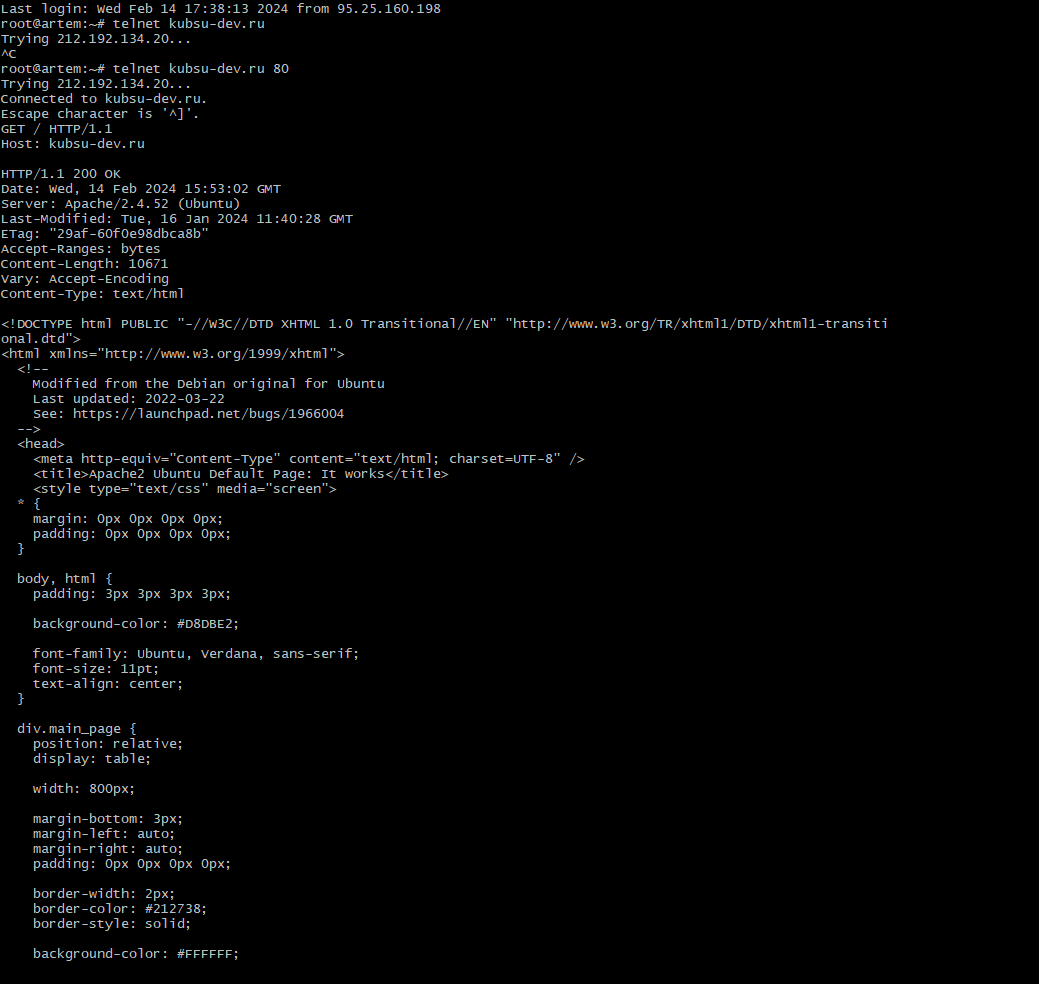 Last login: Wed Feb 14 17:38:13 2024 from 95.25.160.198
root@artem:~# telnet kubsu-dev.ru
Trying 212.192.134.20...
^C
root@artem:~# telnet kubsu-dev.ru 80
Trying 212.192.134.20...
Connected to kubsu-dev.ru.
Escape character is '^]'.
GET / HTTP/1.1
Host: kubsu-dev.ru

HTTP/1.1 200 OK
Date: Wed, 14 Feb 2024 15:53:02 GMT
Server: Apache/2.4.52 (Ubuntu)
Last-Modified: Tue, 16 Jan 2024 11:40:28 GMT
ETag: "29af-60f0e98dbca8b"
Accept-Ranges: bytes
Content-Length: 10671
Vary: Accept-Encoding
Content-Type: text/html

<!DOCTYPE html PUBLIC "-//W3C//DTD XHTML 1.0 Transitional//EN" "http://www.w3.org/TR/xhtml1/DTD/xhtml1-transiti
onal.dtd">
<html xmlns="http://www.w3.org/1999/xhtml">
  <!--
    Modified from the Debian original for Ubuntu
    Last updated: 2022-03-22
    See: https://launchpad.net/bugs/1966004
  -->
  <head>
    <meta http-equiv="Content-Type" content="text/html; charset=UTF-8" />
    <title>Apache2 Ubuntu Default Page: It works</title>
    <style type="text/css" media="screen">
  * {
    margin: 0px 0px 0px 0px;
    padding: 0px 0px 0px 0px;
  }

  body, html {
    padding: 3px 3px 3px 3px;

    background-color: #D8DBE2;

    font-family: Ubuntu, Verdana, sans-serif;
    font-size: 11pt;
    text-align: center;
  }

  div.main_page {
    position: relative;
    display: table;

    width: 800px;

    margin-bottom: 3px;
    margin-left: auto;
    margin-right: auto;
    padding: 0px 0px 0px 0px;

    border-width: 2px;
    border-color: #212738;
    border-style: solid;

    background-color: #FFFFFF;